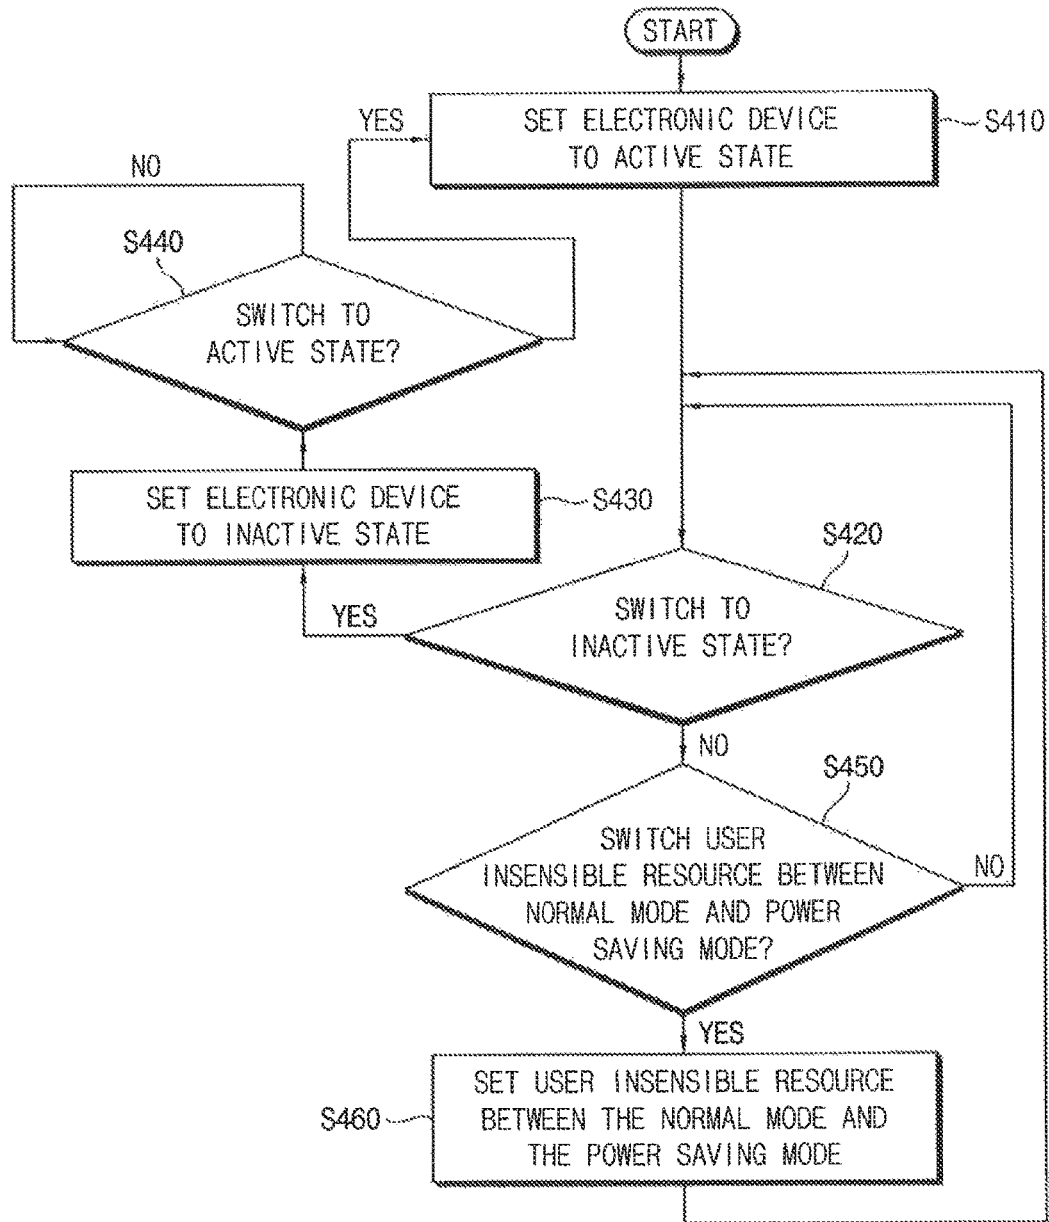 START
SET ELECTRONIC DEVICE
TO ACTIVE STATE
S410
YES
NO
S440
SWITCH TO
ACTIVE STATE?
SET ELECTRONIC DEVICE
TO INACTIVE STATE
S430
S420
SWITCH TO
INACTIVE STATE?
YES
NO
S450
SWITCH USER
INSENSIBLE RESOURCE BETWEEN
NORMAL MODE AND POWER
SAVING MODE?
NO
YES
SET USER INSENSIBLE RESOURCE
BETWEEN THE NORMAL MODE AND
THE POWER SAVING MODE
S460